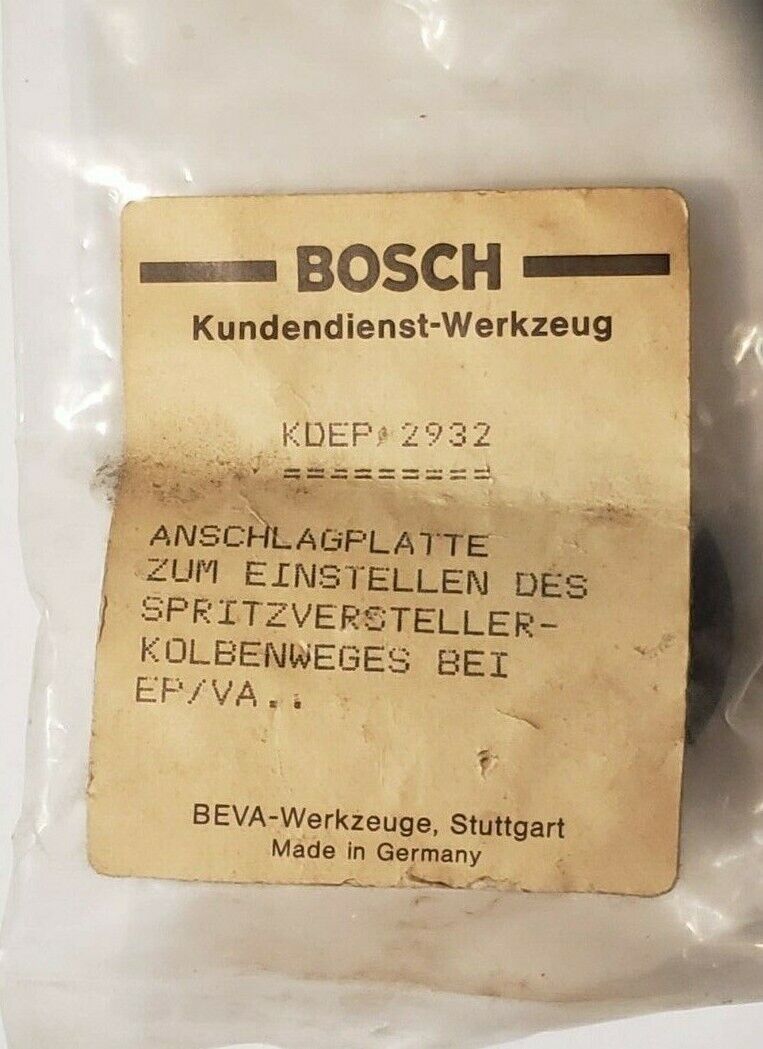 BOSCH
Kundendienst-Werkzeug
KDEP 2932
=========
ANSCHLAGPLATTE
ZUM EINSTELLEN DES
SPRITZVERSTELLER-
KOLBENWEGES BEI
EP/VA..
BEVA-Werkzeuge, Stuttgart
Made in Germany